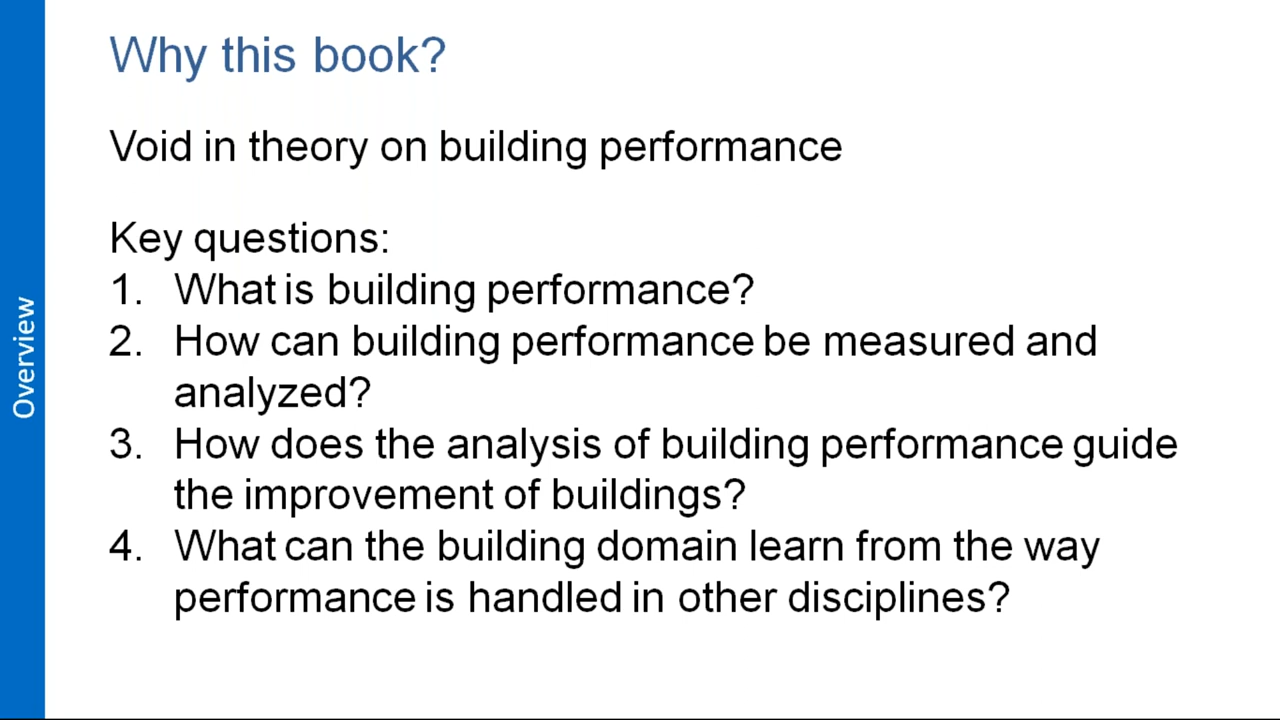 Why this book?
Void in theory on building performance
Key questions:
1. What is building performance?
2. How can building performance be measured and
analyzed?
3. How does the analysis of building performance guide
the improvement of buildings?
4. What can the building domain learn from the way
performance is handled in other disciplines?
Overview